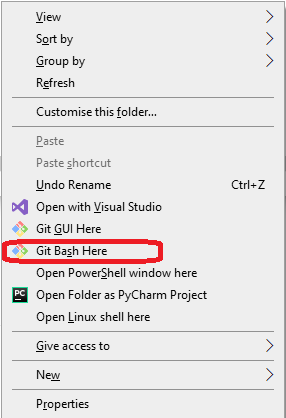 View
Sort by
Group by
Refresh
Customise this folder...
Paste
Paste shortcut
Undo Rename Ctrl+Z
Open with Visual Studio
Git GUI Here
Git Bash Here
Open PowerShell window here
PC Open Folder as PyCharm Project
Open Linux shell here
Give access to
New
Properties